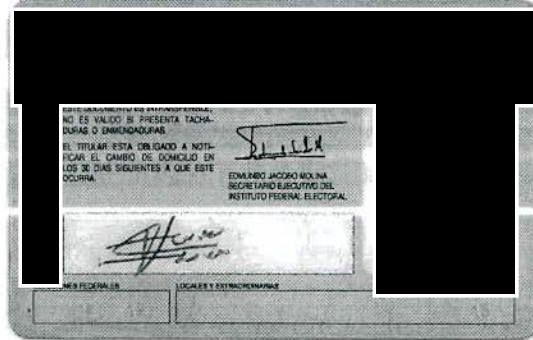 ESTE DOCUMENTO ES INTRANSFERIBLE,
NO ES VALIDO SI PRESENTA TACHA-
DURAS O ENMENDADURAS.
EL TITULAR ESTA OBLIGADO A NOTI-
FICAR EL CAMBIO DE DOMICILIO EN
LOS 30 DIAS SIGUIENTES A QUE ESTE
OCURRA.
EDMUNDO JACOBO MOLINA
SECRETARIO EJECUTIVO DEL
INSTITUTO FEDERAL ELECTORAL
NES FEDERALES
LOCALES Y EXTRAORDINARIAS